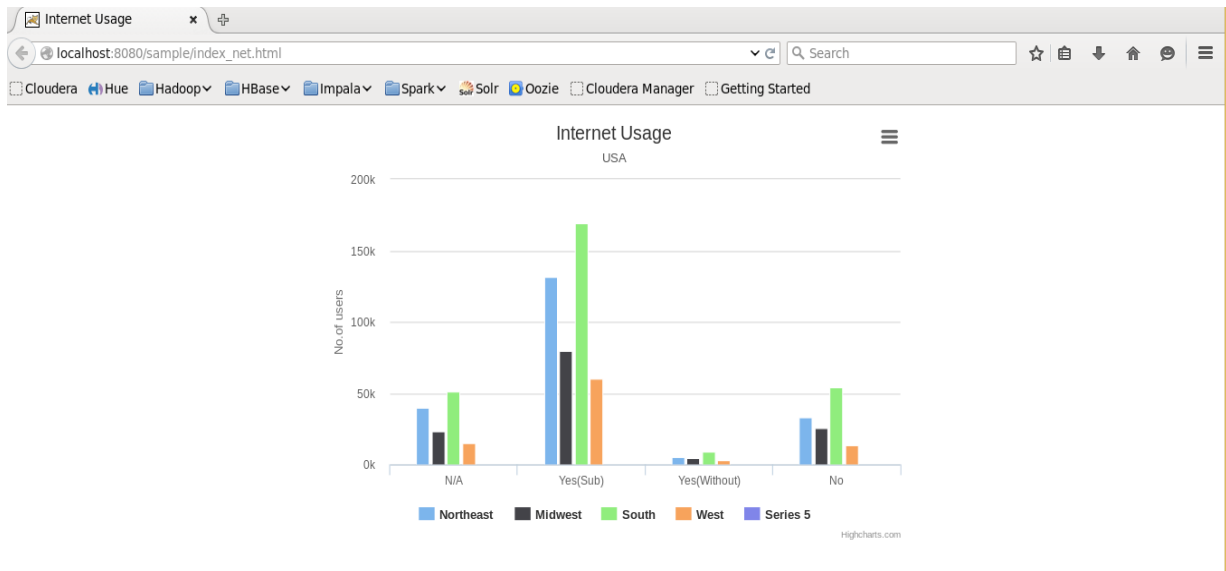 Internet Usage
localhost:8080/sample/index_net.html
Search
Cloudera Hue Hadoop HBase Impala Spark Solr Oozie Cloudera Manager Getting Started
Internet Usage
USA
200k
150k
100k
50k
0k
No.of users
N/A Yes(Sub) Yes(Without) No
Northeast Midwest South West Series 5
Highcharts.com